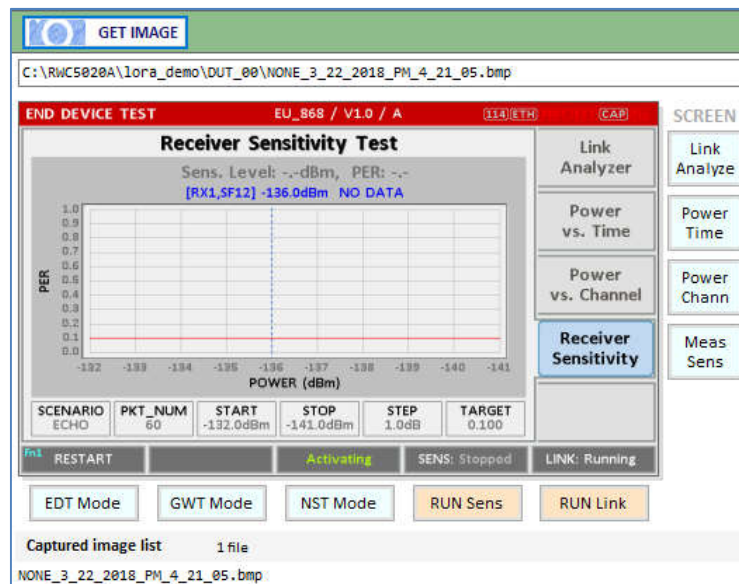 GET IMAGE
C:\RWC5020A\lora_demo\DUT_00\NONE_3_22_2018_PM_4_21_05.bmp
END DEVICE TEST EU_868 / V1.0 / A 114 ETH CAP
SCREEN
Receiver Sensitivity Test
Sens. Level: -.-dBm, PER: -.-
[RX1,SF12] -136.0dBm NO DATA
1.0
0.9
0.8
0.7
0.6
0.5
0.4
0.3
0.2
0.1
0.0
PER
-132 -133 -134 -135 -136 -137 -138 -139 -140 -141
POWER (dBm)
SCENARIO PKT_NUM START STOP STEP TARGET
ECHO 60 -132.0dBm -141.0dBm 1.0dB 0.100
Link
Analyzer
Power
vs. Time
Power
vs. Channel
Receiver
Sensitivity
Link
Analyze
Power
Time
Power
Chann
Meas
Sens
Fn1 RESTART Activating SENS: Stopped LINK: Running
EDT Mode GWT Mode NST Mode RUN Sens RUN Link
Captured image list 1 file
NONE_3_22_2018_PM_4_21_05.bmp